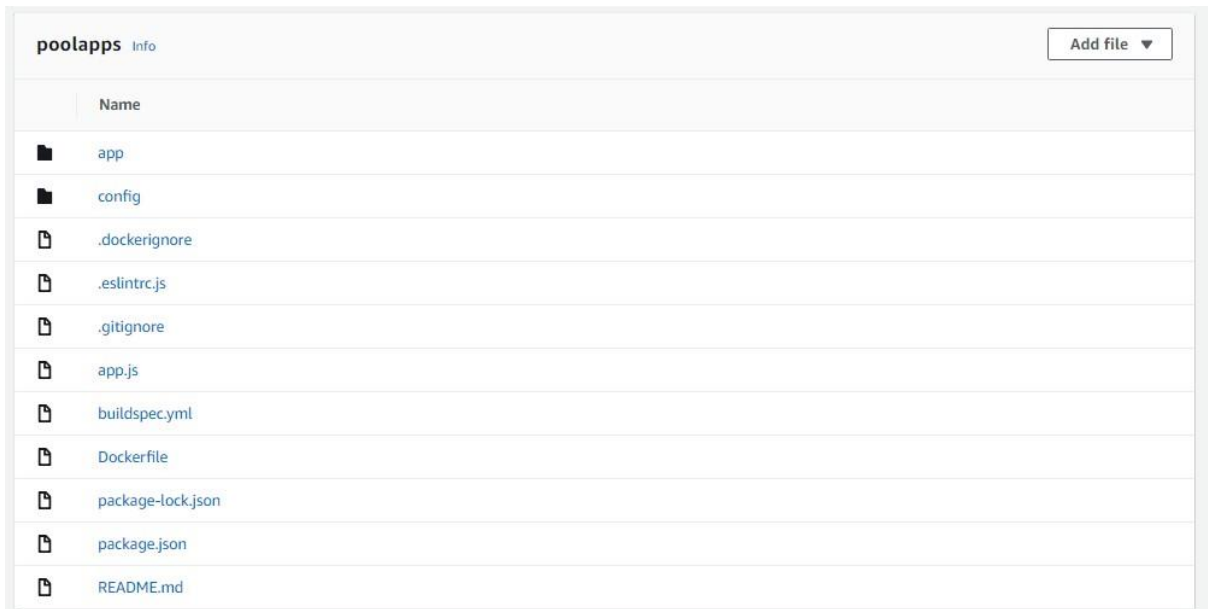 poolapps Info Add file
Name
app
config
.dockerignore
.eslintrc.js
.gitignore
app.js
buildspec.yml
Dockerfile
package-lock.json
package.json
README.md